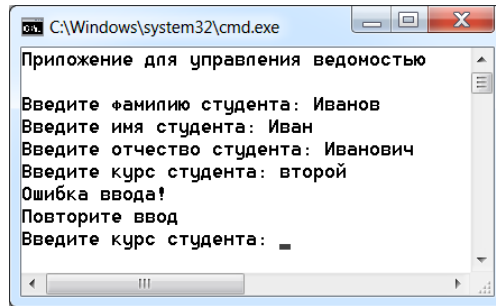 C:\Windows\system32\cmd.exe
Приложение для управления ведомостью
Введите фамилию студента: Иванов
Введите имя студента: Иван
Введите отчество студента: Иванович
Введите курс студента: второй
Ошибка ввода!
Повторите ввод
Введите курс студента: _